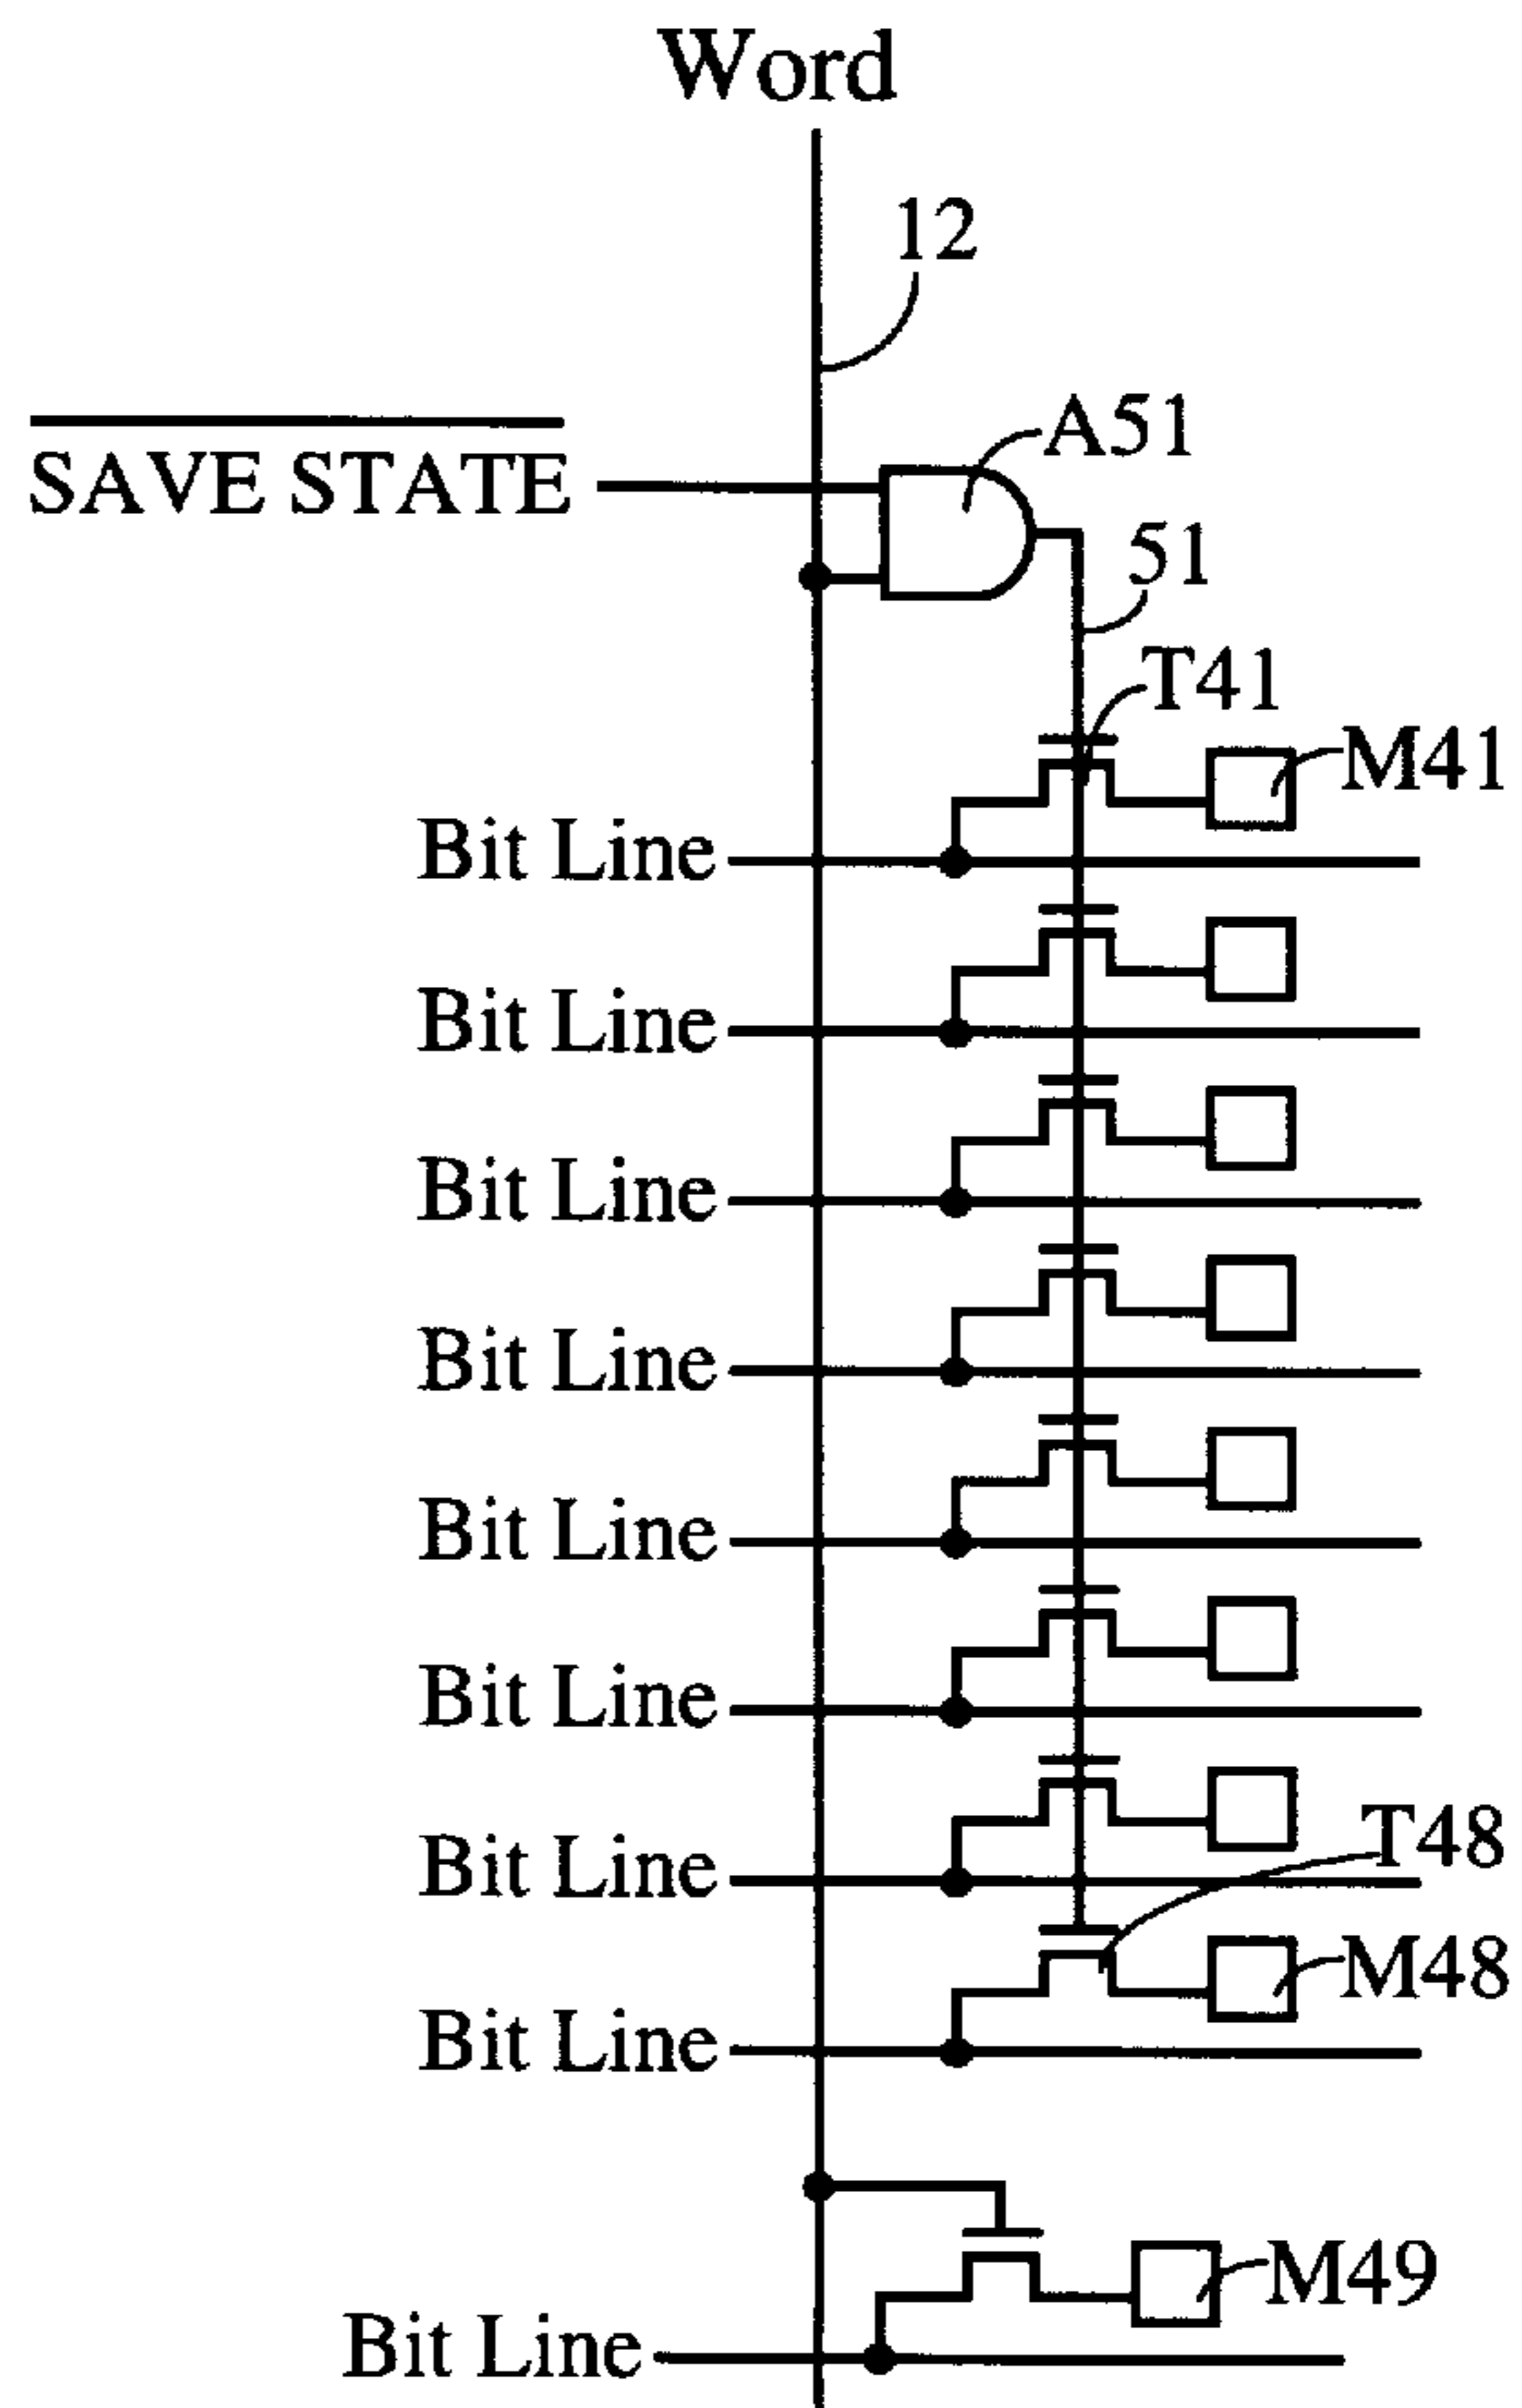 Word
12
SAVE STATE
A51
51
T41
M41
Bit Line
Bit Line
Bit Line
Bit Line
Bit Line
Bit Line
Bit Line
T48
M48
Bit Line
M49
Bit Line